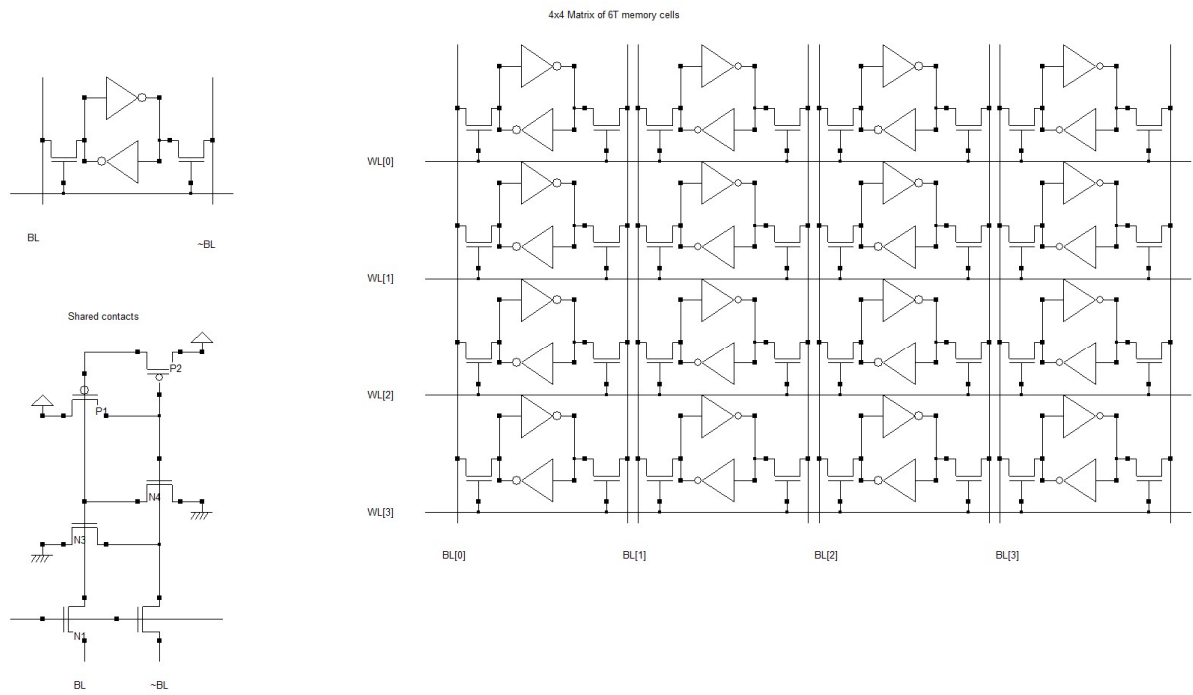 4x4 Matrix of 6T memory cells
BL
~BL
Shared contacts
P2
P1
N4
N3
N1
BL
~BL
WL[0]
WL[1]
WL[2]
WL[3]
BL[0]
BL[1]
BL[2]
BL[3]